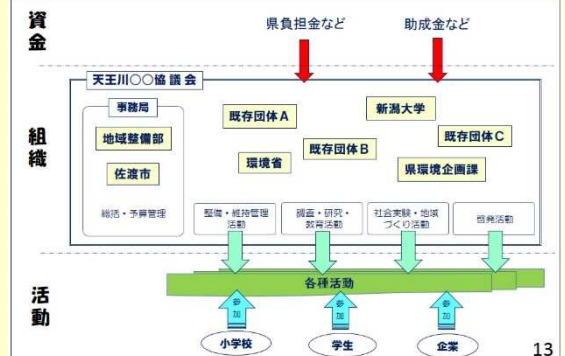 資金
県負担金など
助成金など
天王川〇〇協議会
組織
事務局
地域整備部
佐渡市
総括・予算管理
既存団体A
新潟大学
既存団体B
既存団体C
環境省
県環境企画課
整備・維持管理
活動
調査・研究・
教育活動
社会実験・地域
づくり活動
啓発活動
活動
各種活動
参加
参加
参加
小学校
学生
企業
13